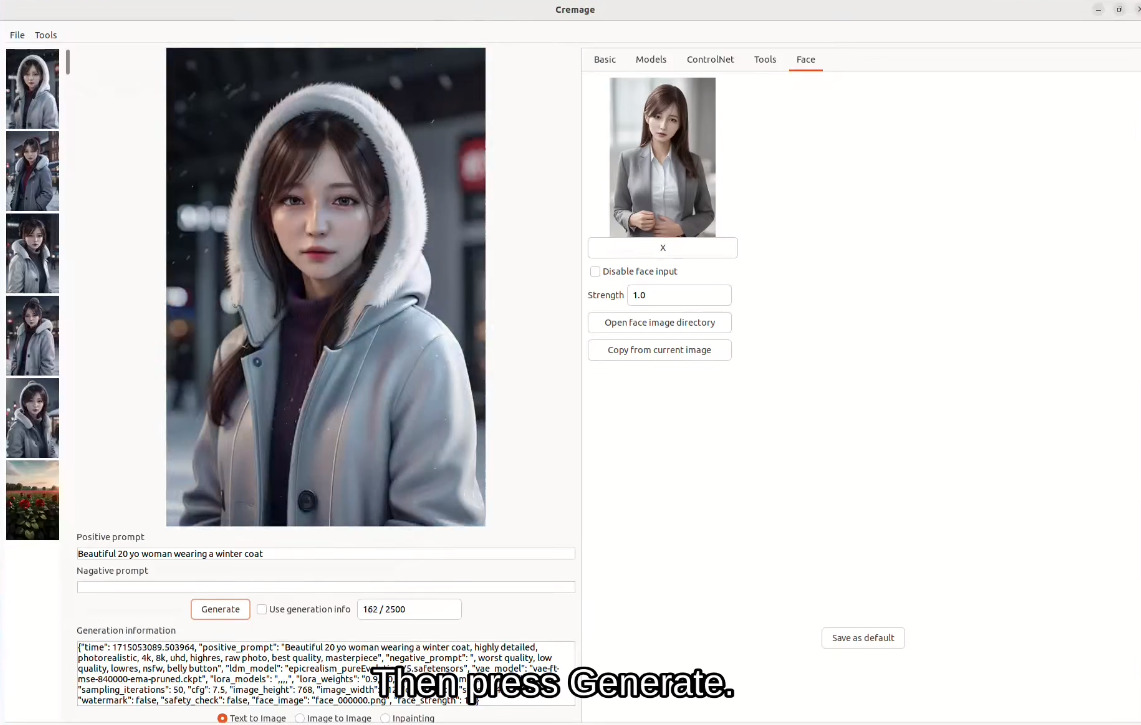 Cremage
File Tools
Basic Models ControlNet Tools Face
X
Disable face input
Strength 1.0
Open face image directory
Copy from current image
Save as default
Positive prompt
Beautiful 20 yo woman wearing a winter coat
Nagative prompt
Generate Use generation info 162 / 2500
Generation information
{"time": 1715053089.503964, "positive_prompt": "Beautiful 20 yo woman wearing a winter coat, highly detailed,
photorealistic, 4k, 8k, uhd, highres, raw photo, best quality, masterpiece", "negative_prompt": ", worst quality, low
quality, lowres, nsfw, belly button", "ldm_model": "epicrealism_pureEvolution
5.safetensors", "vae_model": "vae-ft-
mse-840000-ema-pruned.ckpt", "lora_models": ",,,,", "lora_weights": "0.9
"sampling_iterations": 50, "cfg": 7.5, "image_height": 768, "image_width":
"watermark": false, "safety_check": false, "face_image": "face_000000.png", "face_strength":
Then press Generate.
Text to Image Image to Image Inpainting